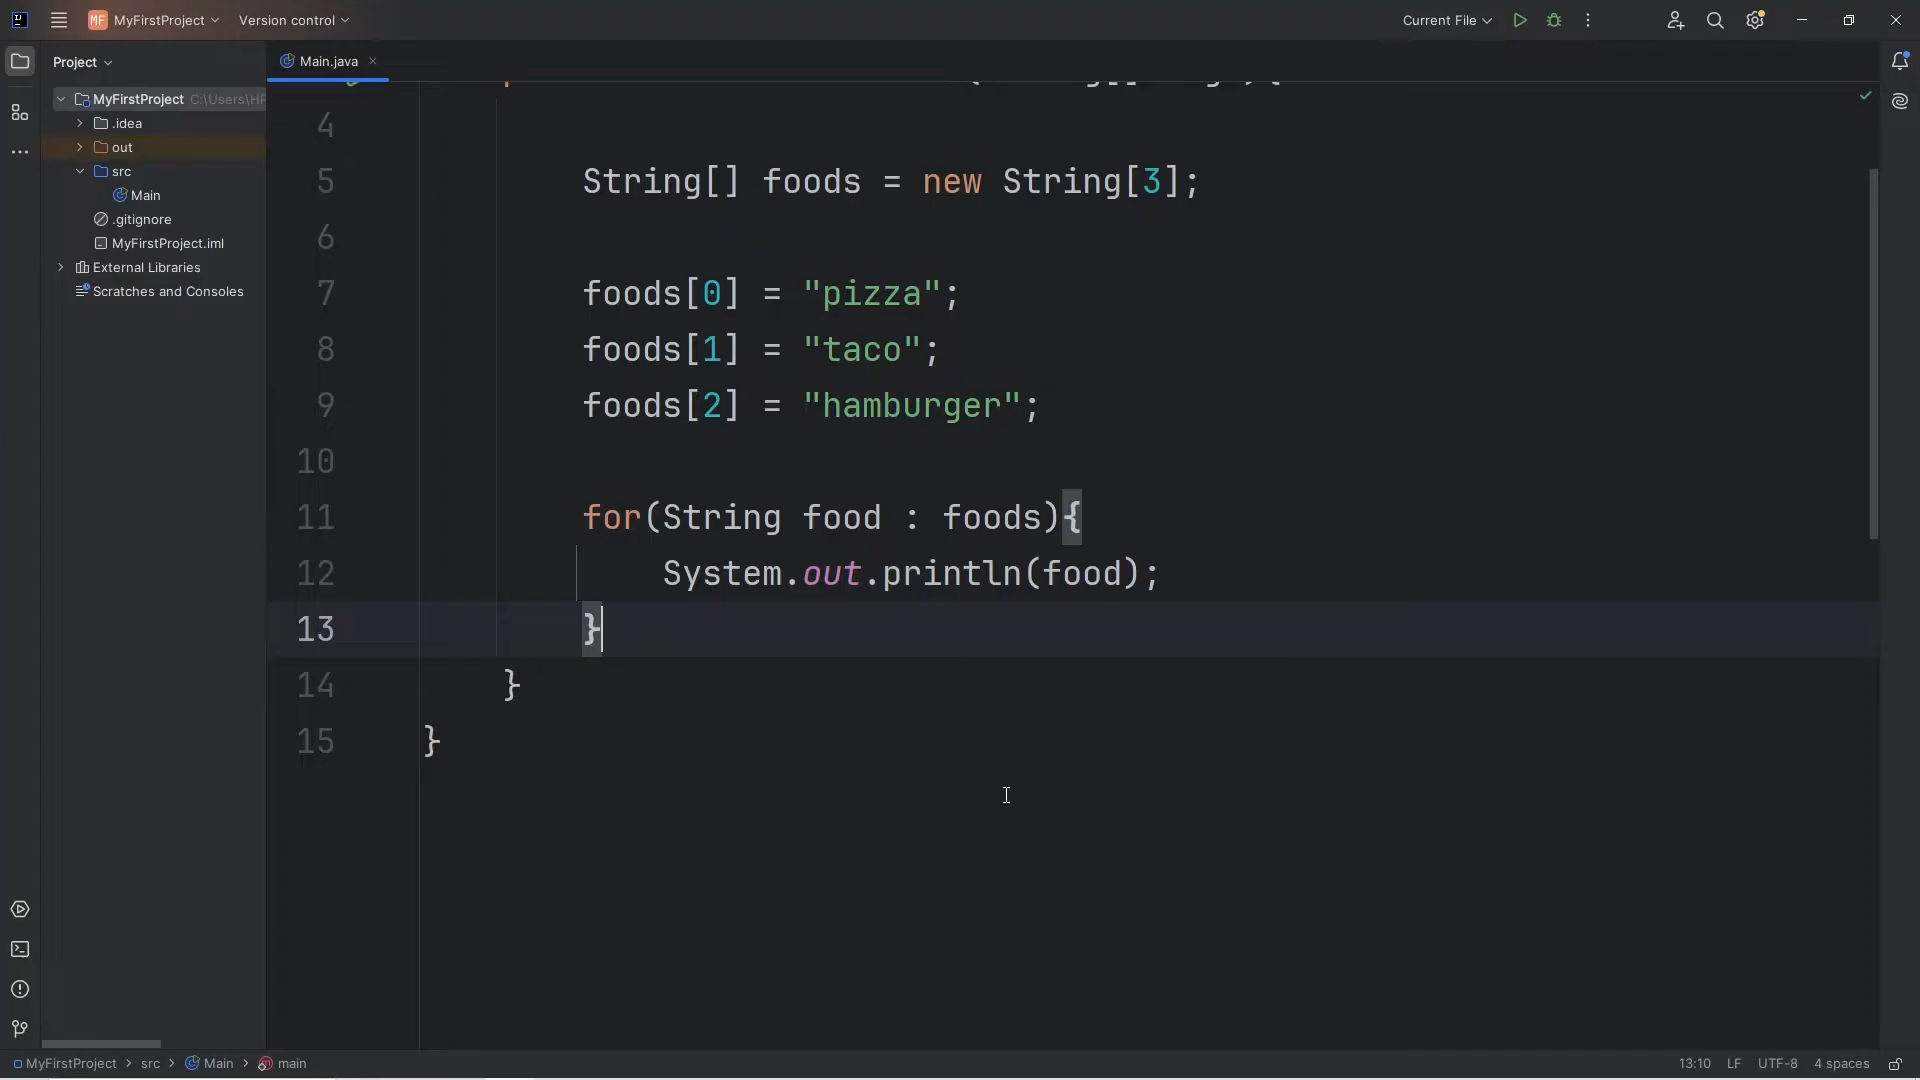 MF MyFirstProject Version control Current File
Project Main.java
MyFirstProject C:\Users\HP
.idea
out
src
Main
.gitignore
MyFirstProject.iml
External Libraries
Scratches and Consoles
4
5 String[] foods = new String[3];
6
7 foods[0] = "pizza";
8 foods[1] = "taco";
9 foods[2] = "hamburger";
10
11 for(String food : foods){
12 System.out.println(food);
13 }
14 }
15 }
MyFirstProject > src > Main > main 13:10 LF UTF-8 4 spaces